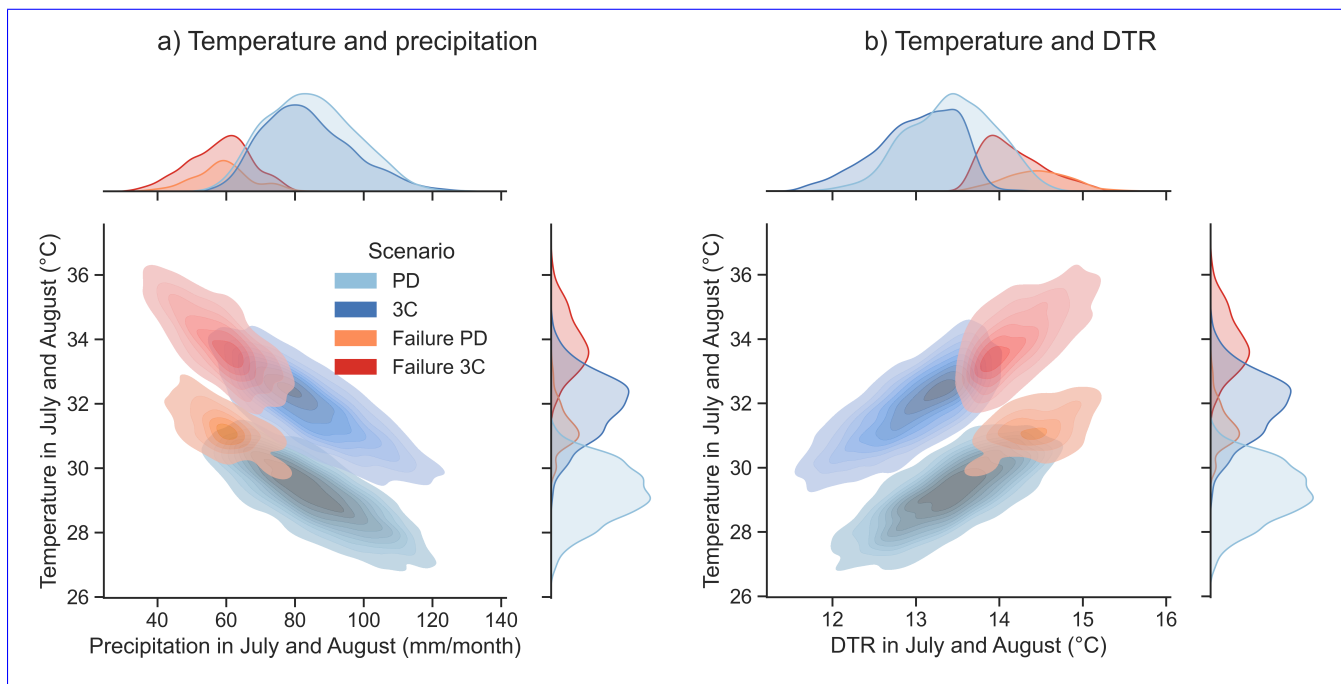 a) Temperature and precipitation
b) Temperature and DTR
Temperature in July and August (°C)
36
34
32
30
28
26
Scenario
PD
3C
Failure PD
Failure 3C
40
60
80
100
120
140
Precipitation in July and August (mm/month)
Temperature in July and August (°C)
36
34
32
30
28
26
12
13
14
15
16
DTR in July and August (°C)